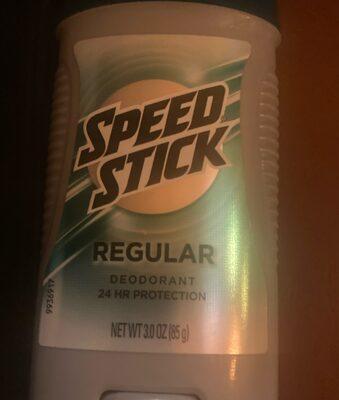 SPEED
STICK
REGULAR
DEODORANT
24 HR PROTECTION
NET WT 3.0 OZ (85 g)